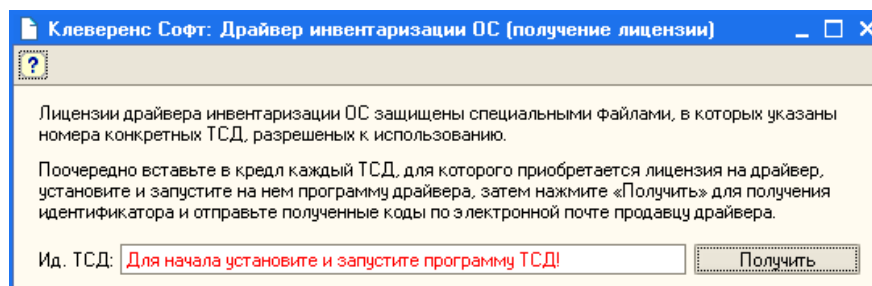 Клеверенс Софт: Драйвер инвентаризации ОС (получение лицензии)
?
Лицензии драйвера инвентаризации ОС защищены специальными файлами, в которых указаны
номера конкретных ТСД, разрешеных к использованию.
Поочередно вставьте в кредл каждый ТСД, для которого приобретается лицензия на драйвер,
установите и запустите на нем программу драйвера, затем нажмите «Получить» для получения
идентификатора и отправьте полученные коды по электронной почте продавцу драйвера.
Ид. ТСД: Для начала установите и запустите программу ТСД! Получить